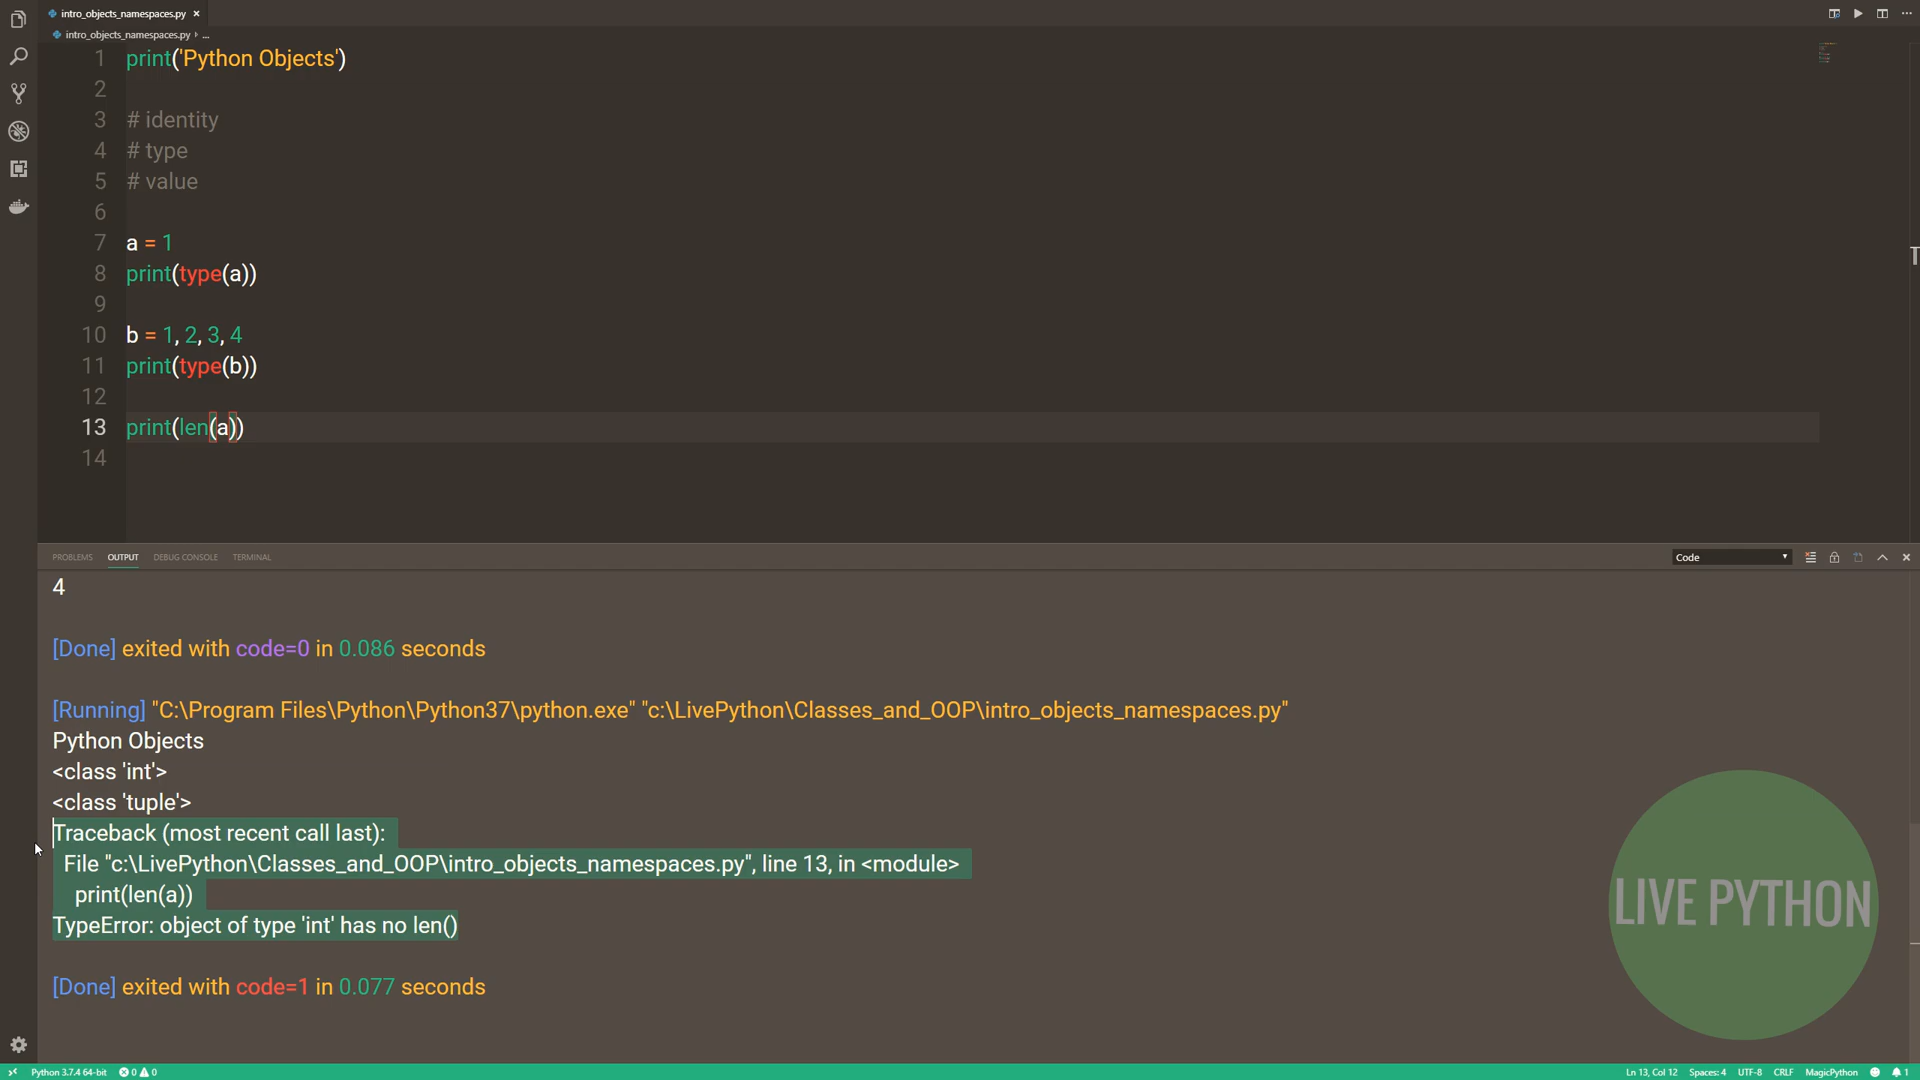 intro_objects_namespaces.py ×
intro_objects_namespaces.py › ...
1 print('Python Objects')
2
3 # identity
4 # type
5 # value
6
7 a = 1
8 print(type(a))
9
10 b = 1, 2, 3, 4
11 print(type(b))
12
13 print(len(a))
14
PROBLEMS OUTPUT DEBUG CONSOLE TERMINAL Code
4
[Done] exited with code=0 in 0.086 seconds
[Running] "C:\Program Files\Python\Python37\python.exe" "c:\LivePython\Classes_and_OOP\intro_objects_namespaces.py"
Python Objects
<class 'int'>
<class 'tuple'>
Traceback (most recent call last):
File "c:\LivePython\Classes_and_OOP\intro_objects_namespaces.py", line 13, in <module>
print(len(a))
TypeError: object of type 'int' has no len()
[Done] exited with code=1 in 0.077 seconds
LIVE PYTHON
Python 3.7.4 64-bit 0 0 Ln 13, Col 12 Spaces: 4 UTF-8 CRLF MagicPython 1